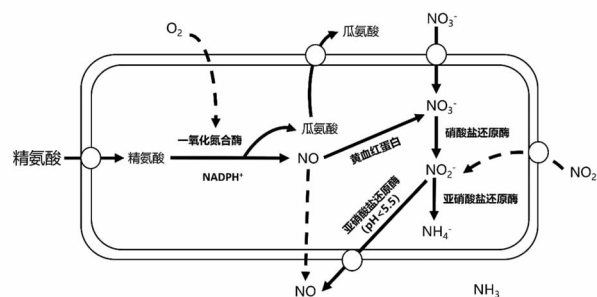 O₂
瓜氨酸
NO₃⁻
一氧化氮合酶
瓜氨酸
NO₃⁻
硝酸盐还原酶
精氨酸
精氨酸
NADPH⁺
NO
黄血红蛋白
NO₂⁻
NO₂
亚硝酸盐还原酶
(pH<5.5)
亚硝酸盐还原酶
NH₄⁻
NO
NH₃